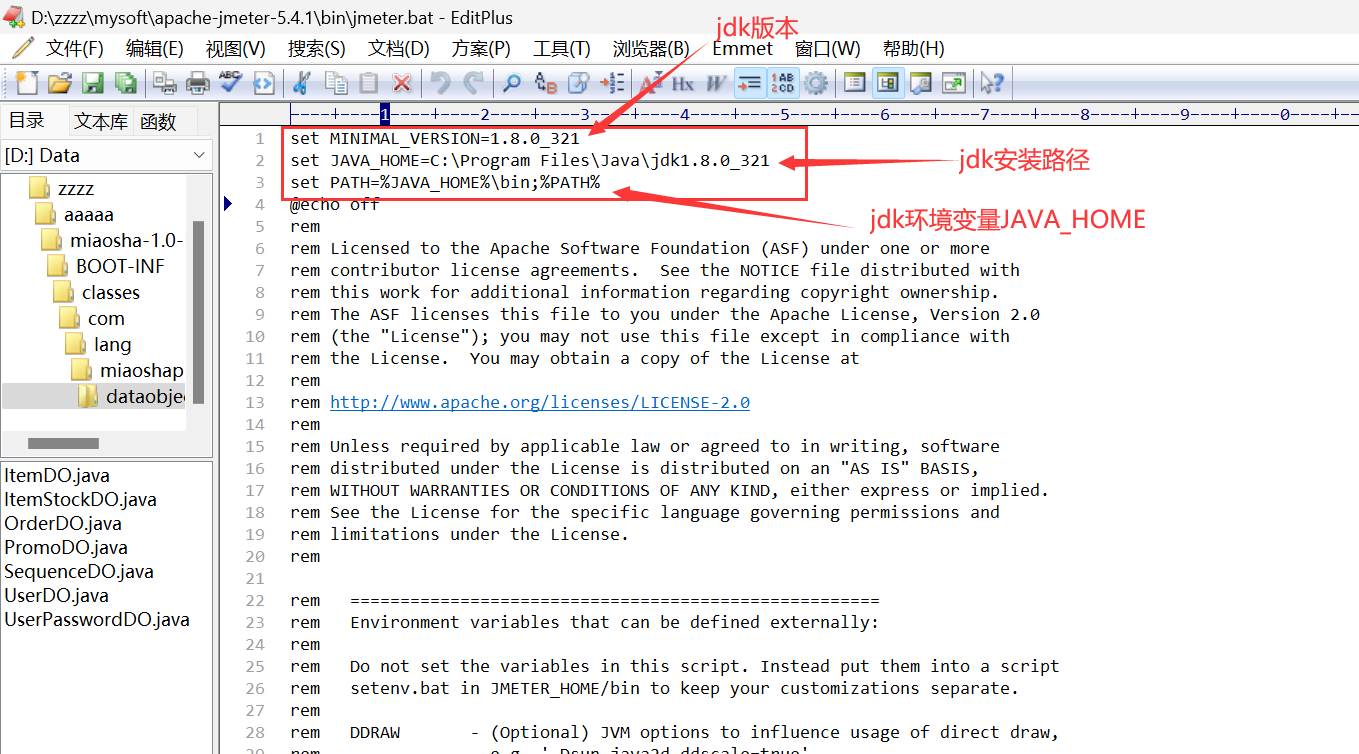 D:\zzzz\mysoft\apache-jmeter-5.4.1\bin\jmeter.bat - EditPlus
jdk版本
文件(F) 编辑(E) 视图(V) 搜索(S) 文档(D) 方案(P) 工具(T) 浏览器(B) Emmet 窗口(W) 帮助(H)
目录 文本库 函数
----+----1----+----2----+----3----+----4----+----5----+----6----+----7----+----8----+----9----+----0----+---
[D:] Data
zzzz
aaaaa
miaosha-1.0-
BOOT-INF
classes
com
lang
miaoshap
dataobje
ItemDO.java
ItemStockDO.java
OrderDO.java
PromoDO.java
SequenceDO.java
UserDO.java
UserPasswordDO.java
1 set MINIMAL_VERSION=1.8.0_321
2 set JAVA_HOME=C:\Program Files\Java\jdk1.8.0_321
jdk安装路径
3 set PATH=%JAVA_HOME%\bin;%PATH%
4 @echo off
jdk环境变量JAVA_HOME
5 rem
6 rem Licensed to the Apache Software Foundation (ASF) under one or more
7 rem contributor license agreements.  See the NOTICE file distributed with
8 rem this work for additional information regarding copyright ownership.
9 rem The ASF licenses this file to you under the Apache License, Version 2.0
10 rem (the "License"); you may not use this file except in compliance with
11 rem the License.  You may obtain a copy of the License at
12 rem
13 rem http://www.apache.org/licenses/LICENSE-2.0
14 rem
15 rem Unless required by applicable law or agreed to in writing, software
16 rem distributed under the License is distributed on an "AS IS" BASIS,
17 rem WITHOUT WARRANTIES OR CONDITIONS OF ANY KIND, either express or implied.
18 rem See the License for the specific language governing permissions and
19 rem limitations under the License.
20 rem
21
22 rem   =====================================================
23 rem   Environment variables that can be defined externally:
24 rem
25 rem   Do not set the variables in this script. Instead put them into a script
26 rem   setenv.bat in JMETER_HOME/bin to keep your customizations separate.
27 rem
28 rem   DDRAW       - (Optional) JVM options to influence usage of direct draw,
29 rem                 e.g. '-Dsun.java2d.ddscale=true'